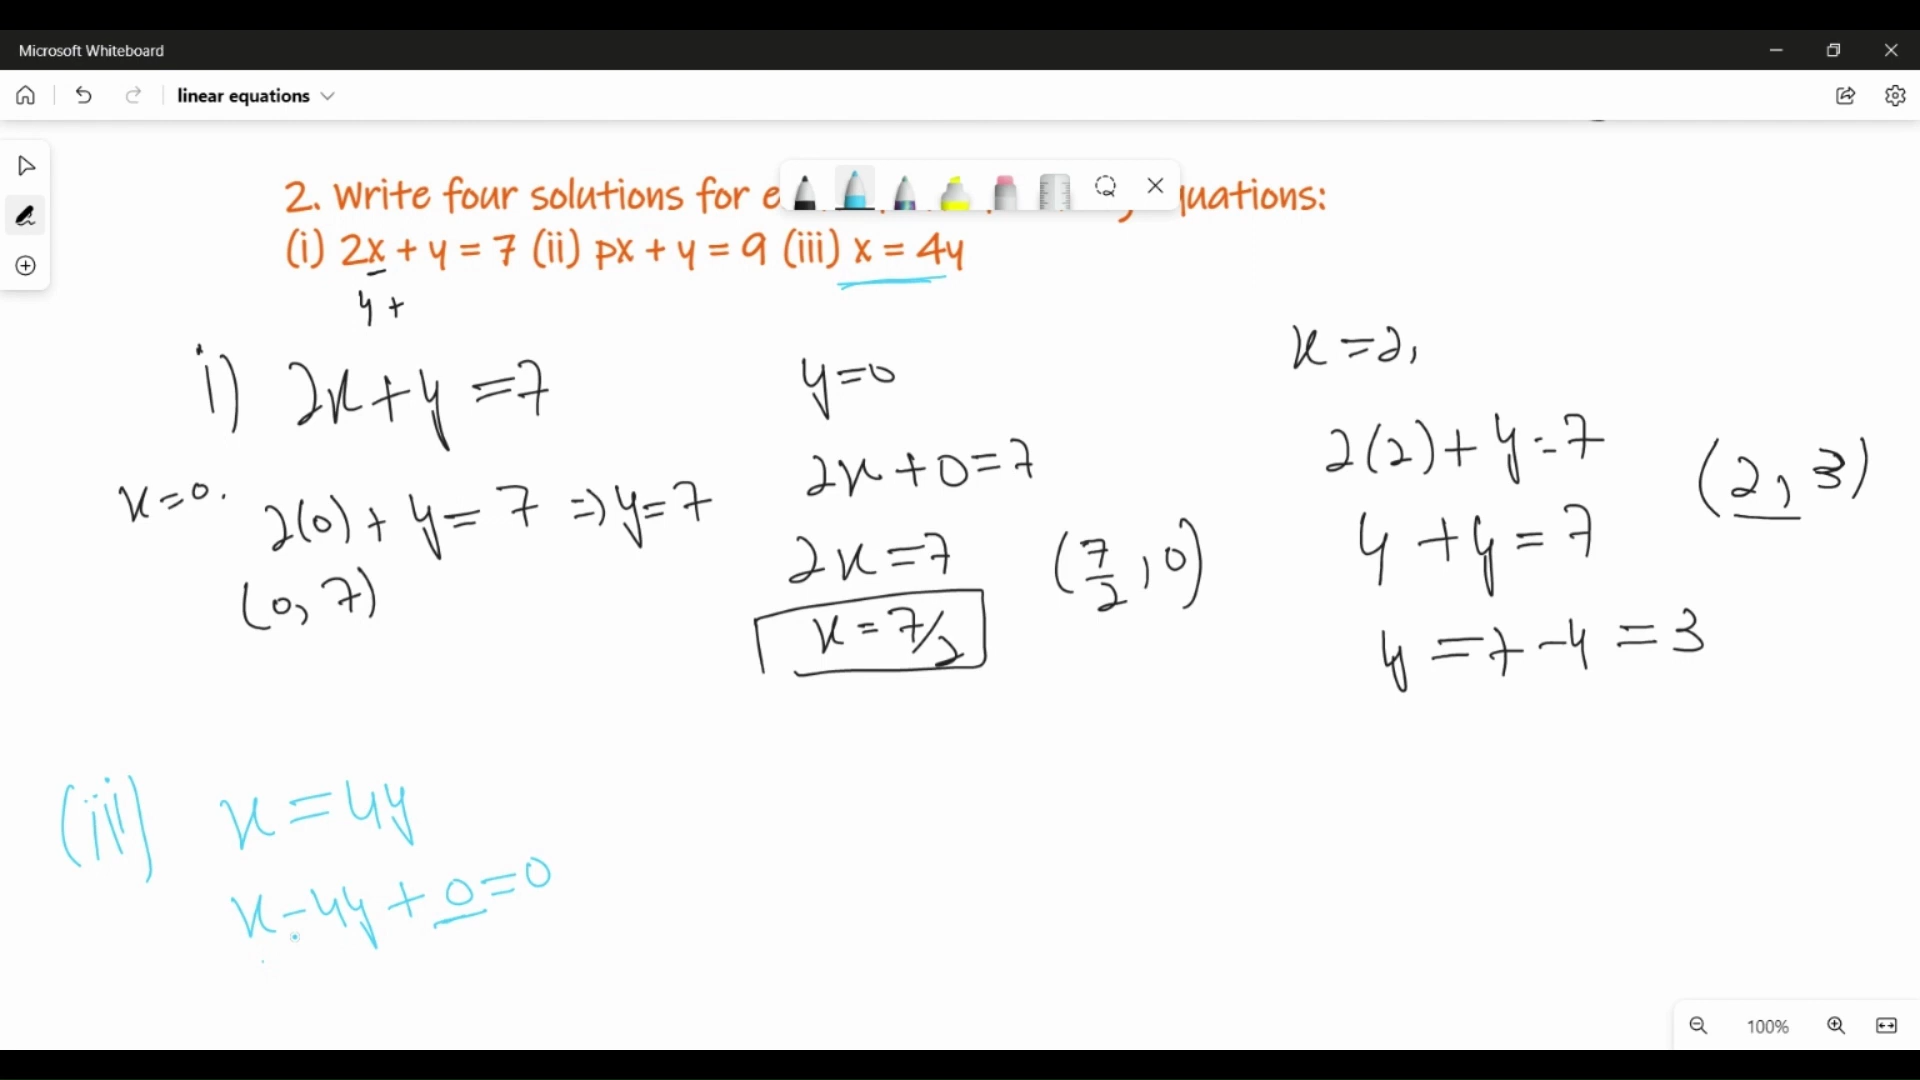 Microsoft Whiteboard
linear equations
2. Write four solutions for e uations:
(i) 2x + y = 7 (ii) px + y = 9 (iii) x = 4y
4 +
i) 2x + y = 7
x = 0. 2(0) + y = 7 ⇒ y = 7
(0, 7)
y = 0
2x + 0 = 7
2x = 7
x = 7/2
(7/2, 0)
x = 2,
2(2) + y = 7
4 + y = 7
y = 7 - 4 = 3
(2, 3)
(iii) x = 4y
x - 4y + 0 = 0
100%